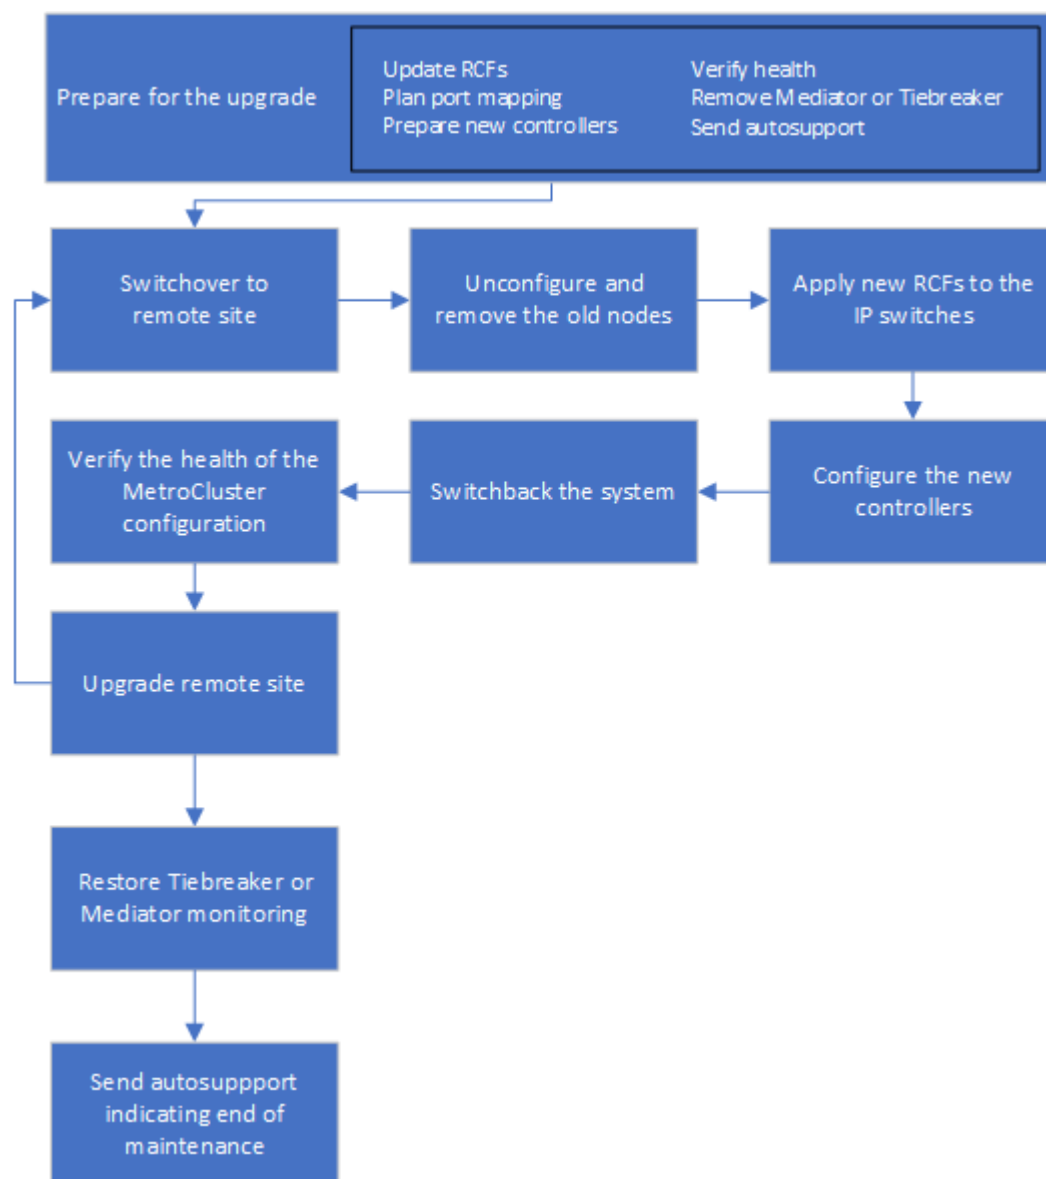 Prepare for the upgrade
Update RCFs
Plan port mapping
Prepare new controllers
Verify health
Remove Mediator or Tiebreaker
Send autosupport
Switchover to
remote site
Unconfigure and
remove the old nodes
Apply new RCFs to the
IP switches
Verify the health of the
MetroCluster
configuration
Switchback the system
Configure the new
controllers
Upgrade remote site
Restore Tiebreaker or
Mediator monitoring
Send autosuppport
indicating end of
maintenance